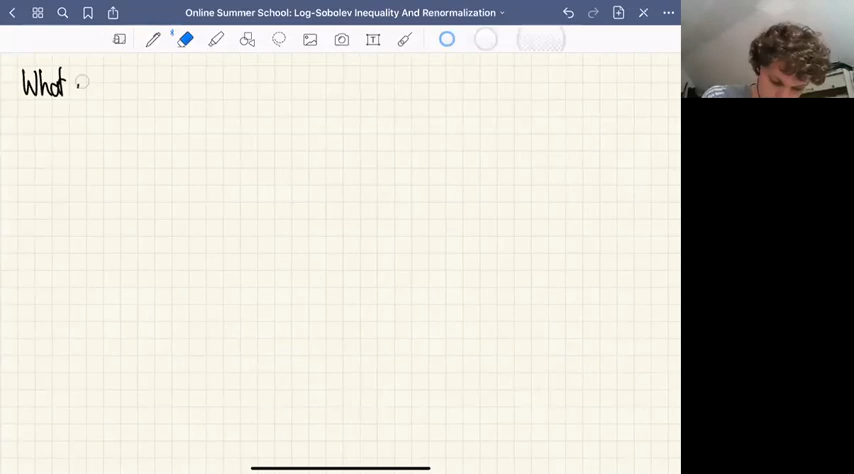 Online Summer School: Log-Sobolev Inequality And Renormalization
What